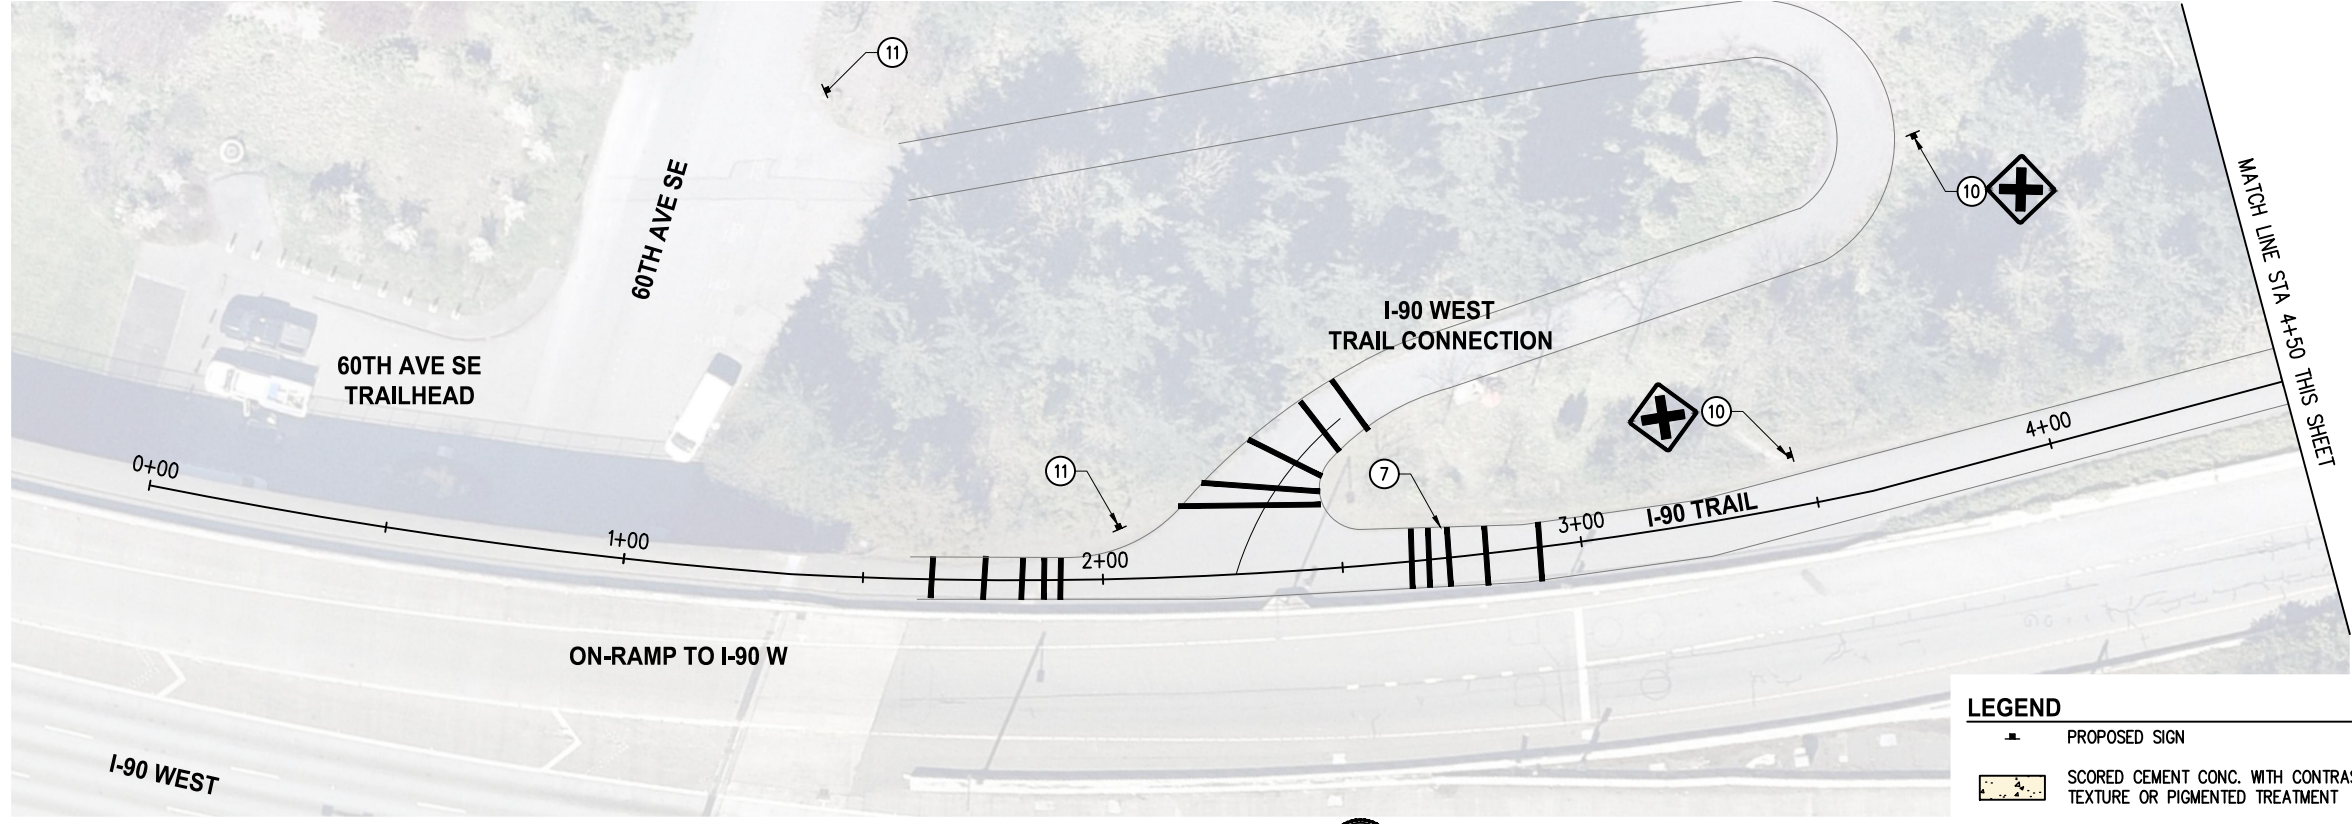 11
10
60TH AVE SE
MATCH LINE STA 4+50 THIS SHEET
I-90 WEST
TRAIL CONNECTION
60TH AVE SE
TRAILHEAD
10
4+00
0+00
11
7
I-90 TRAIL
3+00
1+00
2+00
ON-RAMP TO I-90 W
I-90 WEST
LEGEND
PROPOSED SIGN
SCORED CEMENT CONC. WITH CONTRAS
TEXTURE OR PIGMENTED TREATMENT